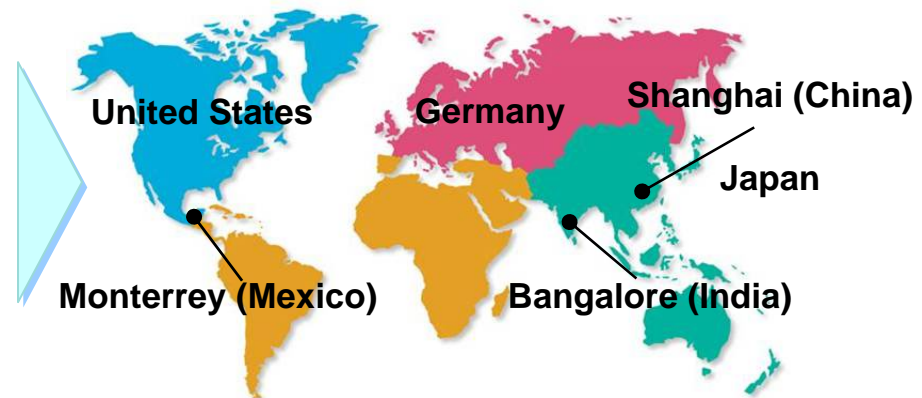 United States
Germany
Shanghai (China)
Japan
Monterrey (Mexico)
Bangalore (India)